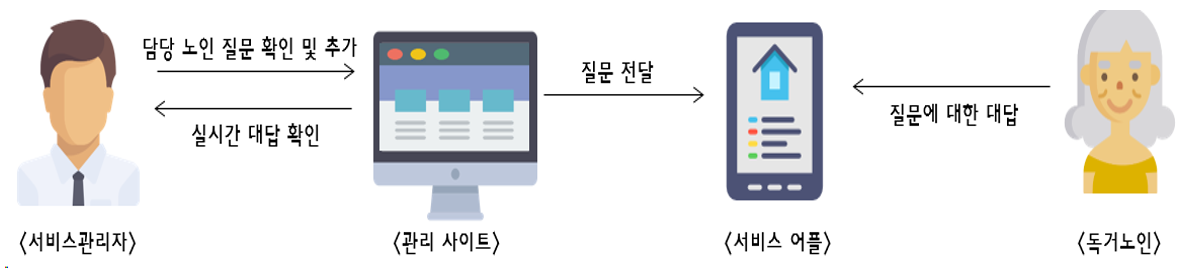 담당 노인 질문 확인 및 추가
실시간 대답 확인
질문 전달
질문에 대한 대답
<서비스관리자>
<관리 사이트>
<서비스 어플>
<독거노인>